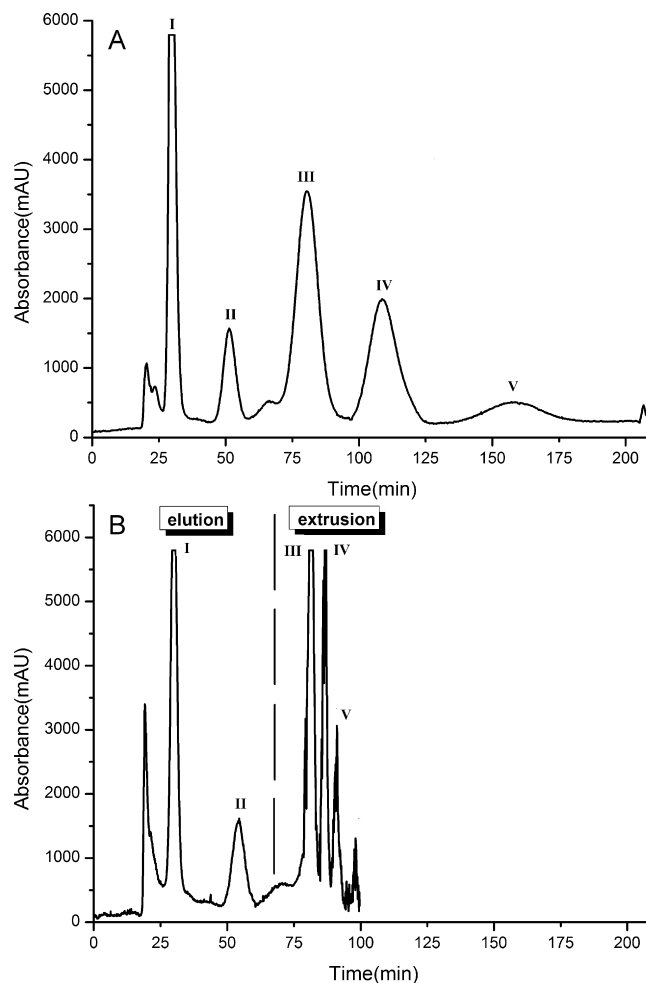 A
I
II
III
IV
V
6000
5000
4000
3000
2000
1000
0
Absorbance(mAU)
0 25 50 75 100 125 150 175 200
Time(min)
B
elution
extrusion
I
II
III
IV
V
6000
5000
4000
3000
2000
1000
0
Absorbance(mAU)
0 25 50 75 100 125 150 175 200
Time(min)